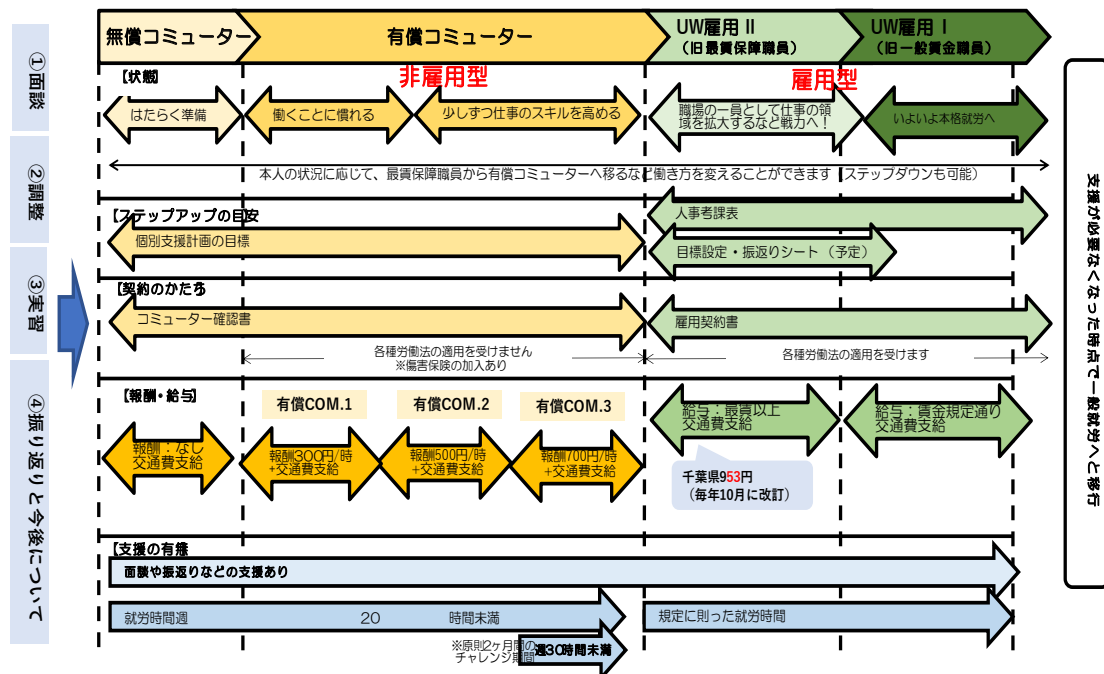 ①面談
②調整
③実習
④振り返りと今後について
無償コミューター
有償コミューター
UW雇用Ⅱ
(旧最賃保障職員)
UW雇用Ⅰ
(旧一般賃金職員)
【状態】
非雇用型
雇用型
はたらく準備
働くことに慣れる
少しずつ仕事のスキルを高める
職場の一員として仕事の領
域を拡大するなど戦力へ!
いよいよ本格就労へ
本人の状況に応じて、最賃保障職員から有償コミューターへ移るなど働き方を変えることができます(ステップダウンも可能)
【ステップアップの目安
個別支援計画の目標
人事考課表
目標設定・振返りシート(予定)
【契約のかたち
コミューター確認書
雇用契約書
各種労働法の適用を受けません
※傷害保険の加入あり
各種労働法の適用を受けます
【報酬・給与】
有償COM.1
有償COM.2
有償COM.3
報酬:なし
交通費支給
報酬300円/時
+交通費支給
報酬500円/時
+交通費支給
報酬700円/時
+交通費支給
給与:最賃以上
交通費支給
給与:賃金規定通り
交通費支給
千葉県953円
(毎年10月に改訂)
【支援の有無
面談や振返りなどの支援あり
就労時間週 20 時間未満
規定に則った就労時間
※原則2ヶ月間の
チャレンジ期間
週30時間未満
支援が必要なくなった時点で一般就労へと移行